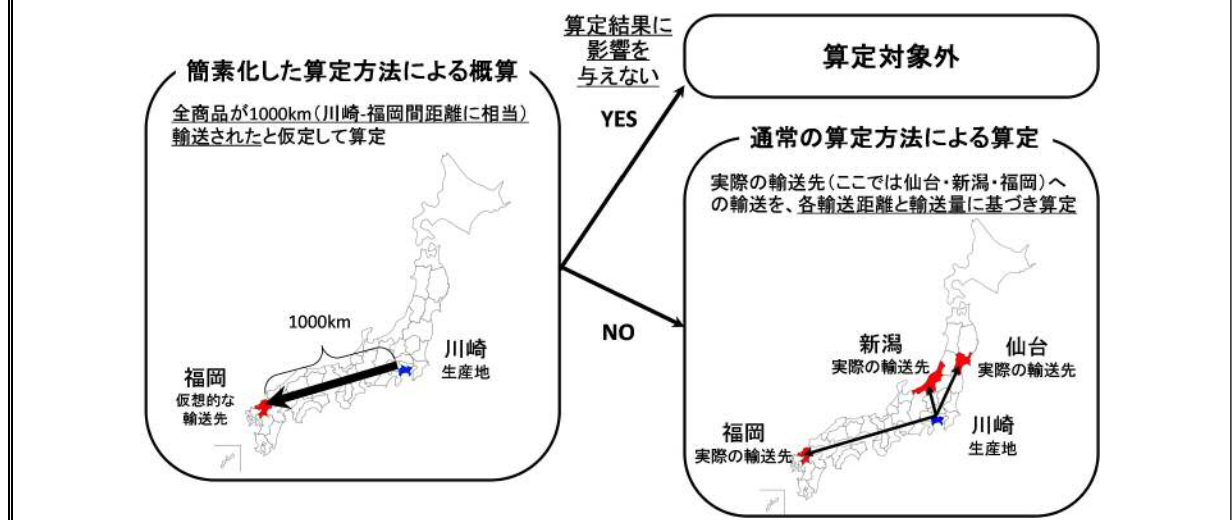 簡素化した算定方法による概算
全商品が1000km（川崎-福岡間距離に相当）
輸送されたと仮定して算定
1000km
川崎
生産地
福岡
仮想的な
輸送先
算定結果に
影響を
与えない
YES
NO
算定対象外
通常の算定方法による算定
実際の輸送先（ここでは仙台・新潟・福岡）へ
の輸送を、各輸送距離と輸送量に基づき算定
新潟
実際の輸送先
仙台
実際の輸送先
福岡
実際の輸送先
川崎
生産地